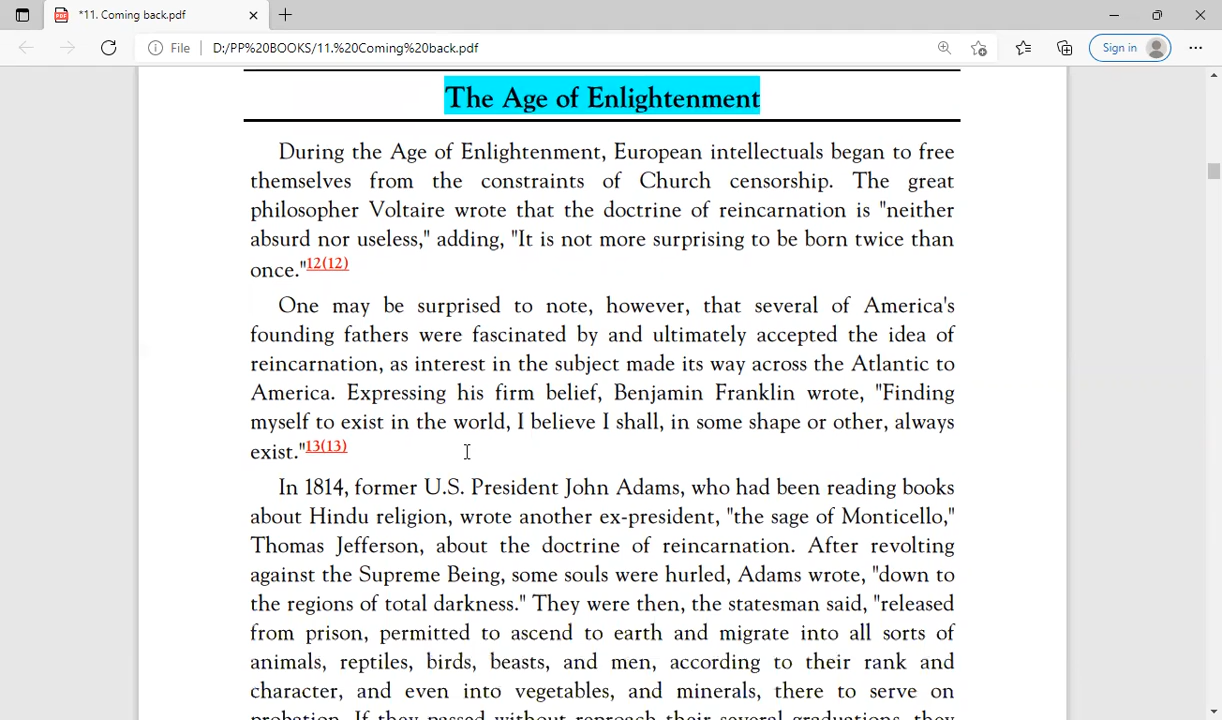 *11. Coming back.pdf
File D:/PP%20BOOKS/11.%20Coming%20back.pdf
Sign in
The Age of Enlightenment
During the Age of Enlightenment, European intellectuals began to free
themselves from the constraints of Church censorship. The great
philosopher Voltaire wrote that the doctrine of reincarnation is "neither
absurd nor useless," adding, "It is not more surprising to be born twice than
once."12(12)
One may be surprised to note, however, that several of America's
founding fathers were fascinated by and ultimately accepted the idea of
reincarnation, as interest in the subject made its way across the Atlantic to
America. Expressing his firm belief, Benjamin Franklin wrote, "Finding
myself to exist in the world, I believe I shall, in some shape or other, always
exist."13(13)
In 1814, former U.S. President John Adams, who had been reading books
about Hindu religion, wrote another ex-president, "the sage of Monticello,"
Thomas Jefferson, about the doctrine of reincarnation. After revolting
against the Supreme Being, some souls were hurled, Adams wrote, "down to
the regions of total darkness." They were then, the statesman said, "released
from prison, permitted to ascend to earth and migrate into all sorts of
animals, reptiles, birds, beasts, and men, according to their rank and
character, and even into vegetables, and minerals, there to serve on
probation. If they passed without reproach their several graduations, they